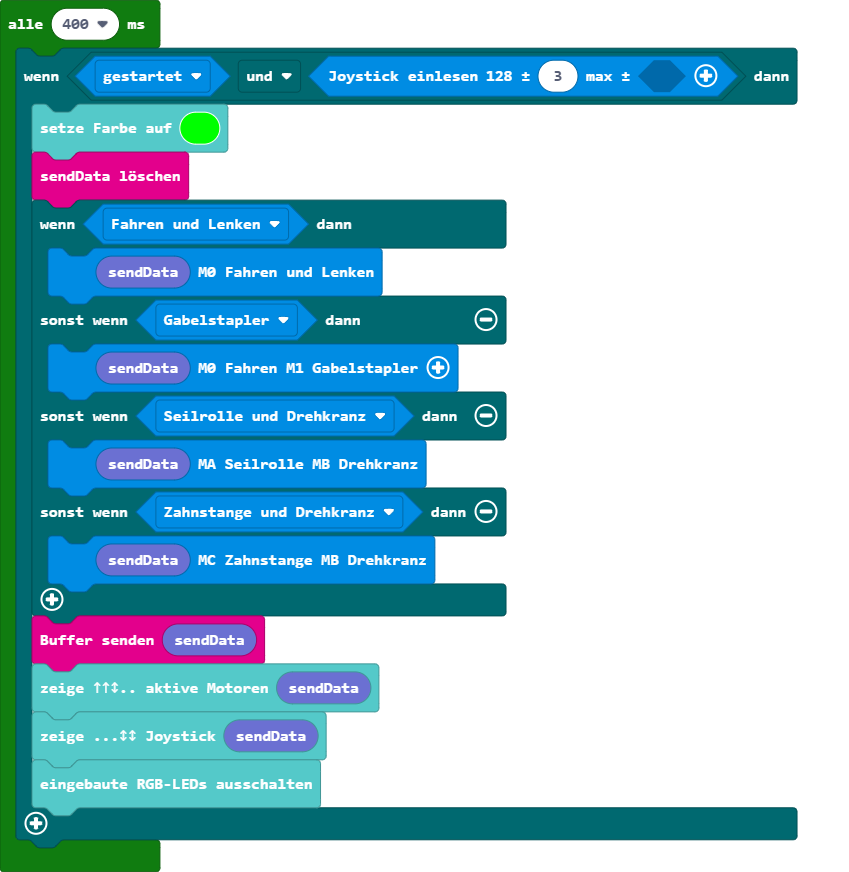 alle 400 ms
wenn gestartet und Joystick einlesen 128 ± 3 max ± dann
setze Farbe auf
sendData löschen
wenn Fahren und Lenken dann
sendData M0 Fahren und Lenken
sonst wenn Gabelstapler dann
sendData M0 Fahren M1 Gabelstapler
sonst wenn Seilrolle und Drehkranz dann
sendData MA Seilrolle MB Drehkranz
sonst wenn Zahnstange und Drehkranz dann
sendData MC Zahnstange MB Drehkranz
Buffer senden sendData
zeige ↑↑↕.. aktive Motoren sendData
zeige ...↕↕ Joystick sendData
eingebaute RGB-LEDs ausschalten